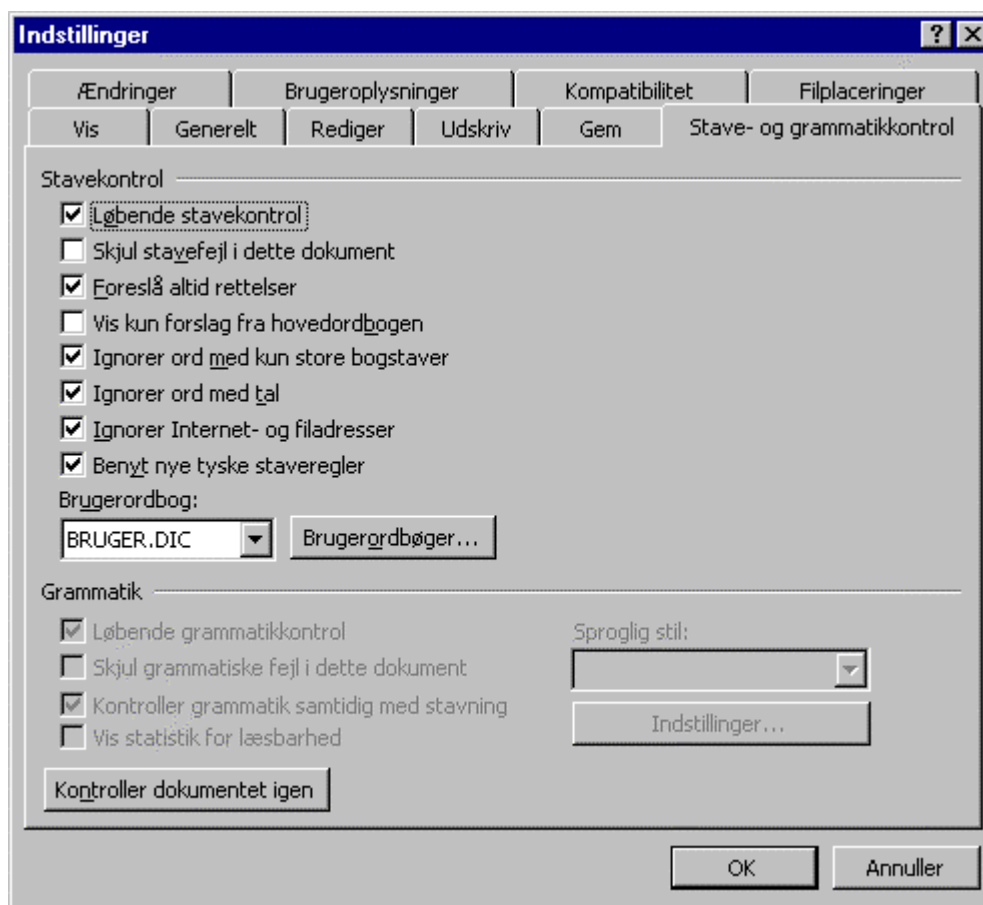 Indstillinger
Ændringer Brugeroplysninger Kompatibilitet Filplaceringer
Vis Generelt Rediger Udskriv Gem Stave- og grammatikkontrol
Stavekontrol
Løbende stavekontrol
Skjul stavefejl i dette dokument
Foreslå altid rettelser
Vis kun forslag fra hovedordbogen
Ignorer ord med kun store bogstaver
Ignorer ord med tal
Ignorer Internet- og filadresser
Benyt nye tyske staveregler
Brugerordbog:
BRUGER.DIC Brugerordbøger...
Grammatik
Løbende grammatikkontrol Sproglig stil:
Skjul grammatiske fejl i dette dokument
Kontroller grammatik samtidig med stavning
Vis statistik for læsbarhed Indstillinger...
Kontroller dokumentet igen
OK Annuller